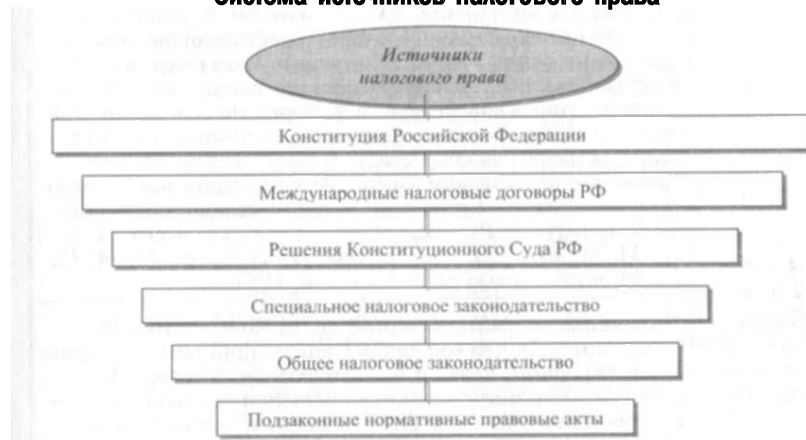 Система источников налогового права
Источники
налогового права
Конституция Российской Федерации
Международные налоговые договоры РФ
Решения Конституционного Суда РФ
Специальное налоговое законодательство
Общее налоговое законодательство
Подзаконные нормативные правовые акты